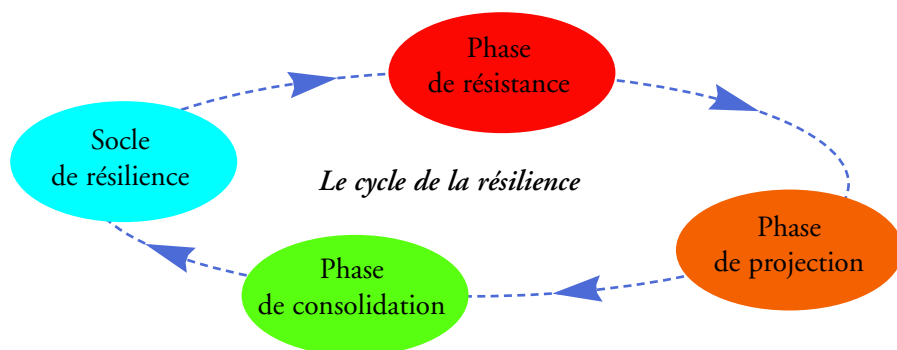 Phase
de résistance
Socle
de résilience
Le cycle de la résilience
Phase
de projection
Phase
de consolidation